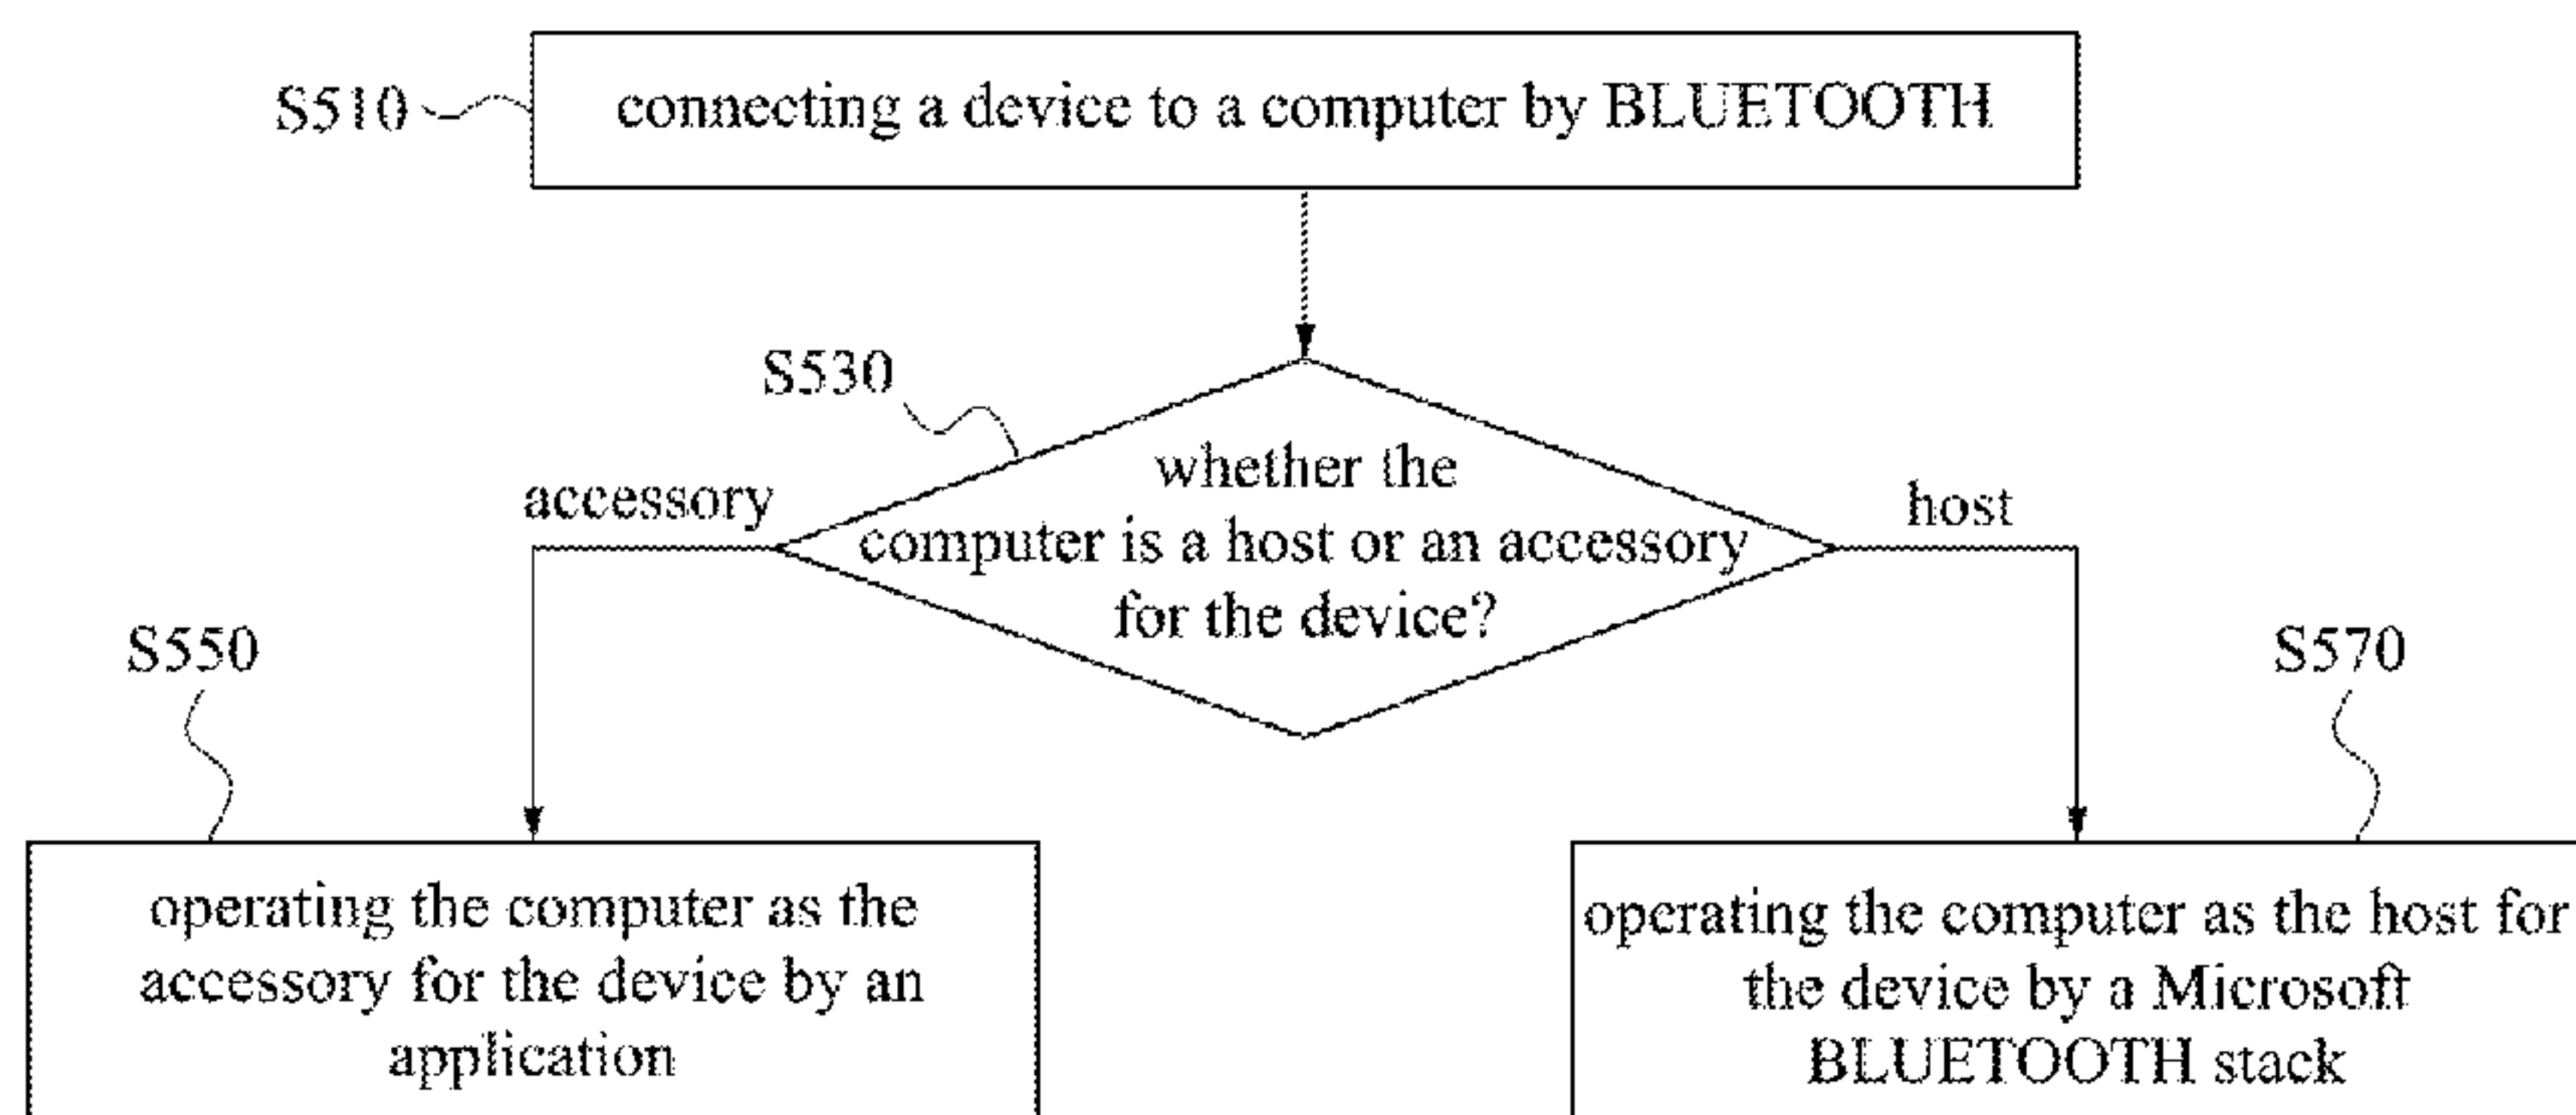 S510
connecting a device to a computer by BLUETOOTH
S530
whether the
computer is a host or an accessory
for the device?
accessory
host
S550
S570
operating the computer as the
accessory for the device by an
application
operating the computer as the host for
the device by a Microsoft
BLUETOOTH stack